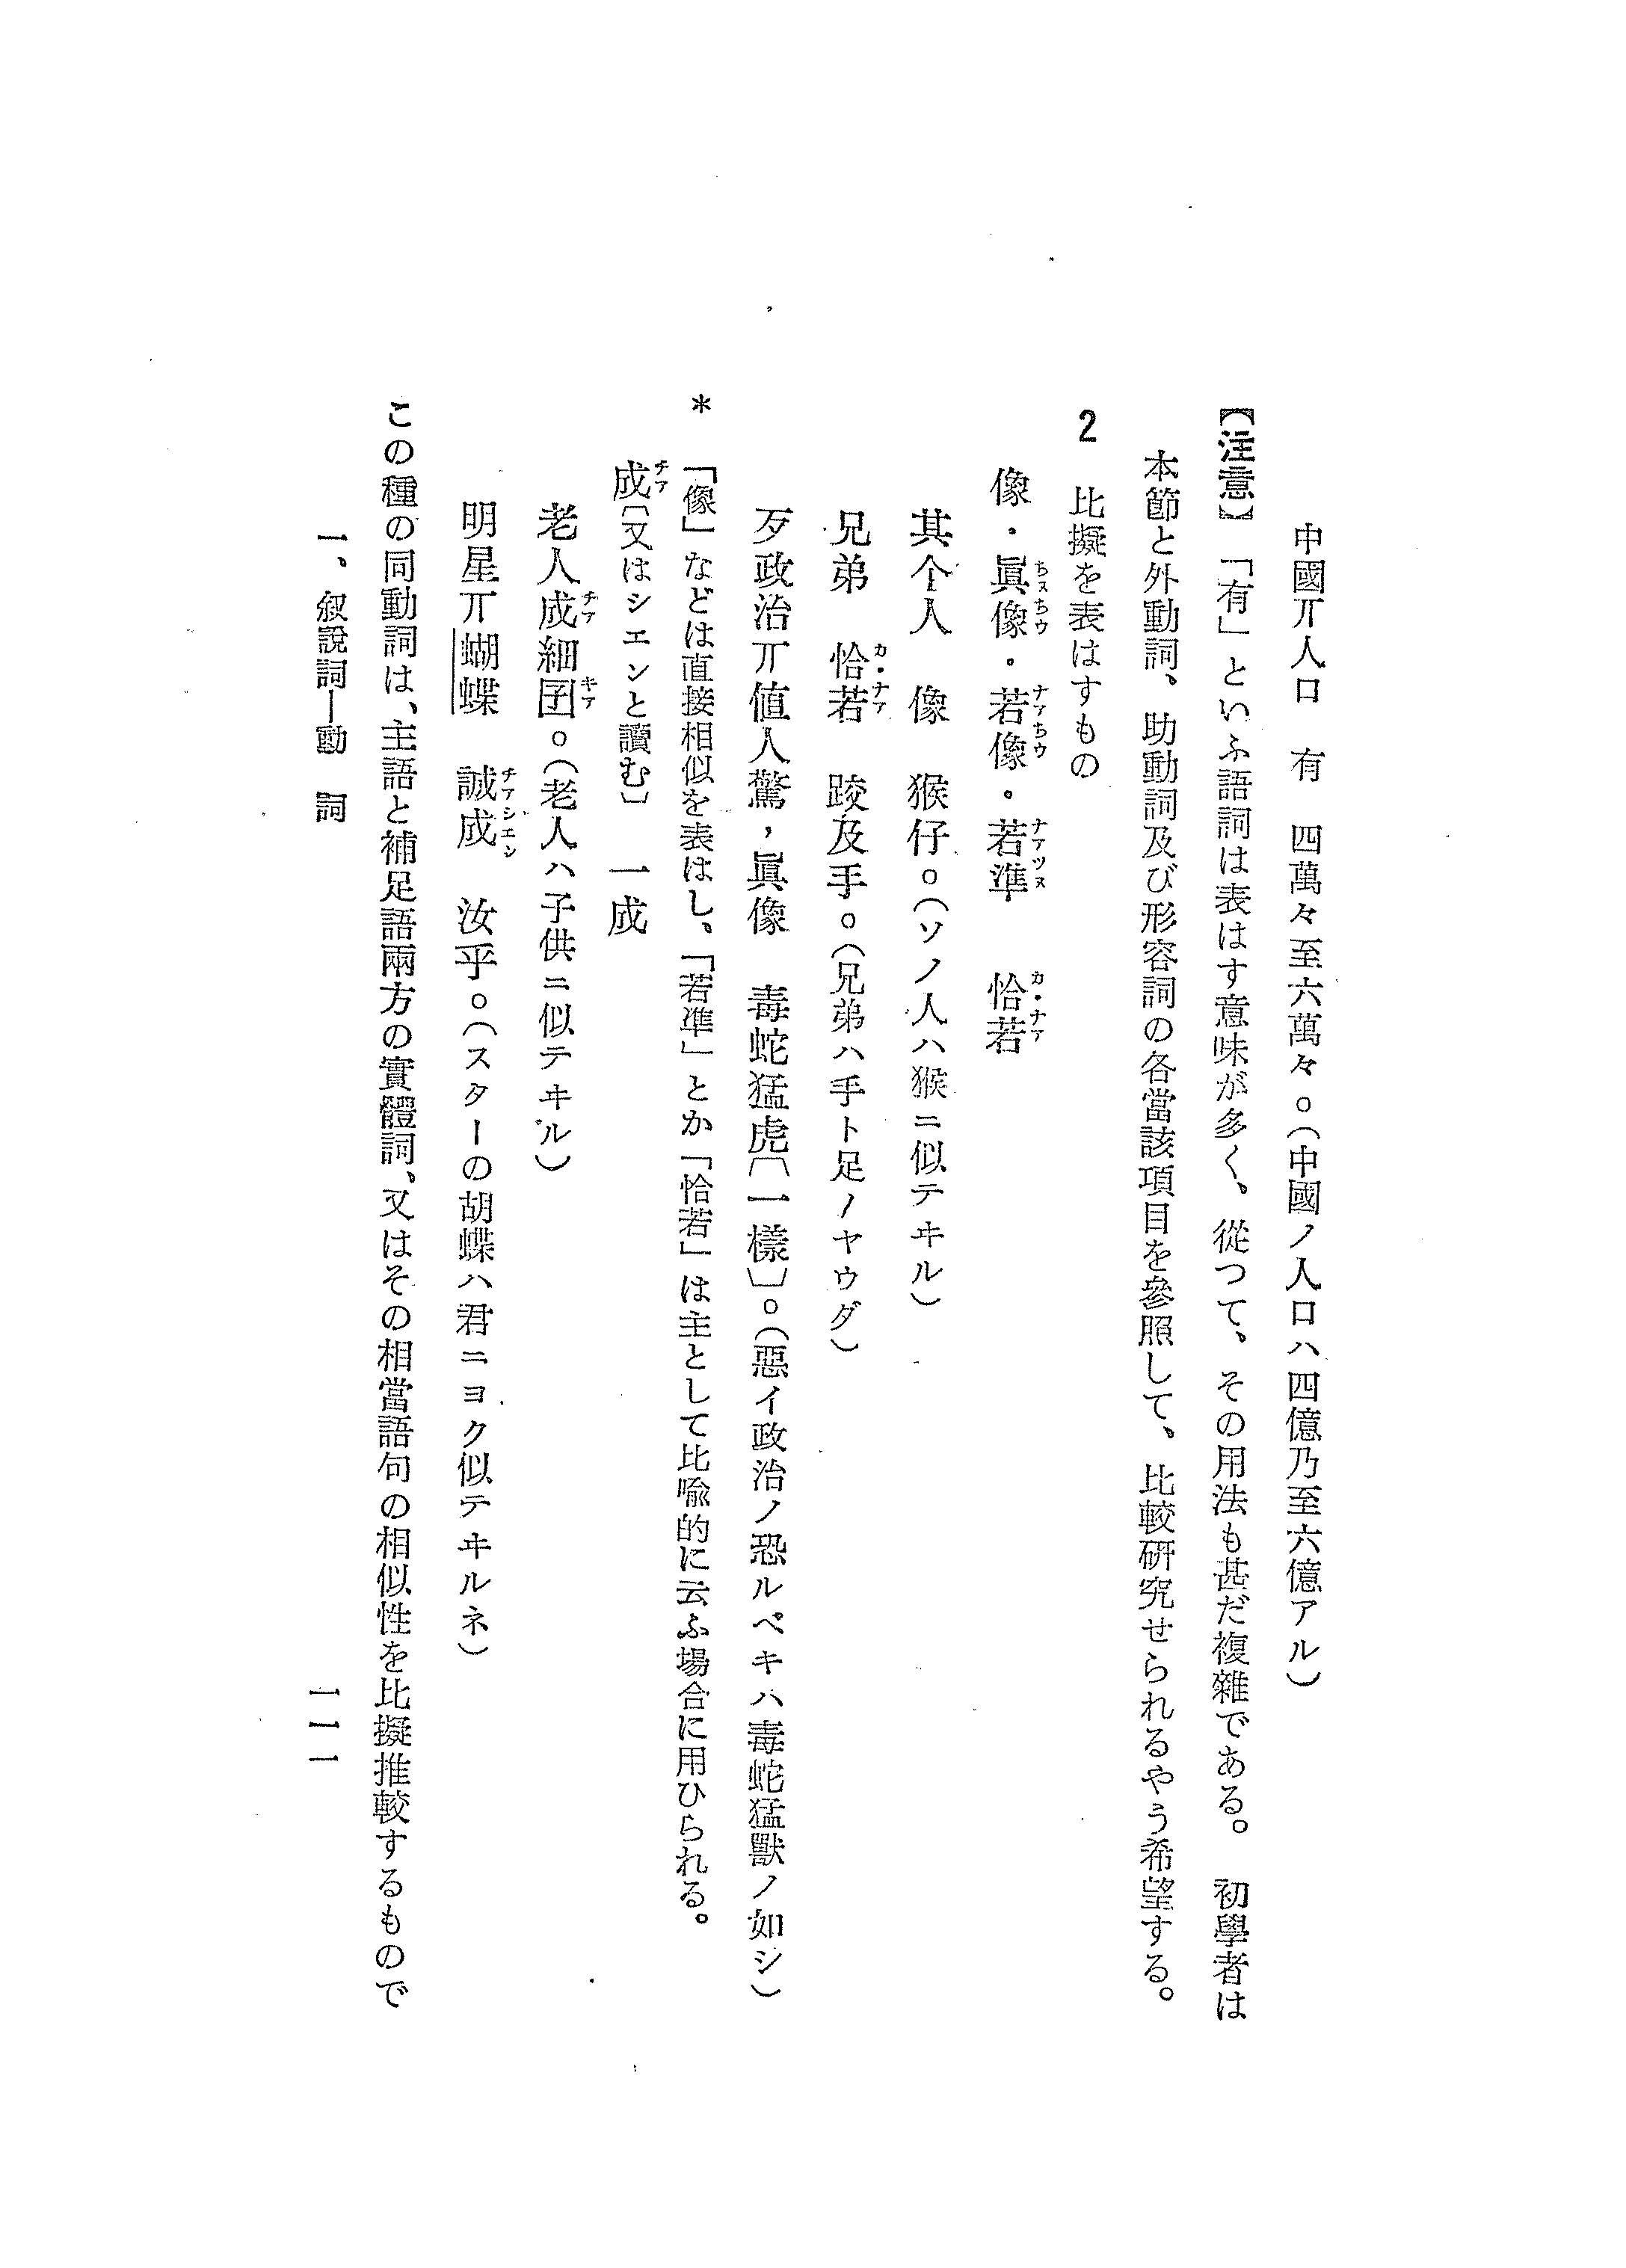 中國丌人口　有　四萬々至六萬々。（中國ノ人口ハ四億乃至六億アル）
【注意】「有」といふ語詞は表はす意味が多く、從つて、その用法も甚だ複雜である。　初學者は
本節と外動詞、助動詞及び形容詞の各當該項目を參照して、比較硏究せられるやう希望する。
2　比擬を表はすもの
像・眞像。若像・若準　恰若
其个人　像　猴仔。（ソノ人ハ猴ニ似テヰル）
兄弟　恰若　跤及手。（兄弟ハ手ト足ノヤウダ）
歹政治丌値人驚，眞像　毒蛇猛虎〔一樣〕。（惡イ政治ノ恐ルベキハ毒蛇猛獸ノ如シ）
＊　「像」などは直接相似を表はし、「若準」とか「恰若」は主として比喩的に云ふ場合に用ひられる。
成〔又はシエンと讀む〕　一成
老人成細囝。（老人ハ子供ニ似テヰル）
明星丌蝴蝶　誠成　汝乎。（スターの胡蝶ハ君ニヨク似テヰルネ）
この種の同動詞は、主語と補足語兩方の實體詞、又はその相當語句の相似性を比擬推較するもので
一、叙說詞―動　詞
一一一